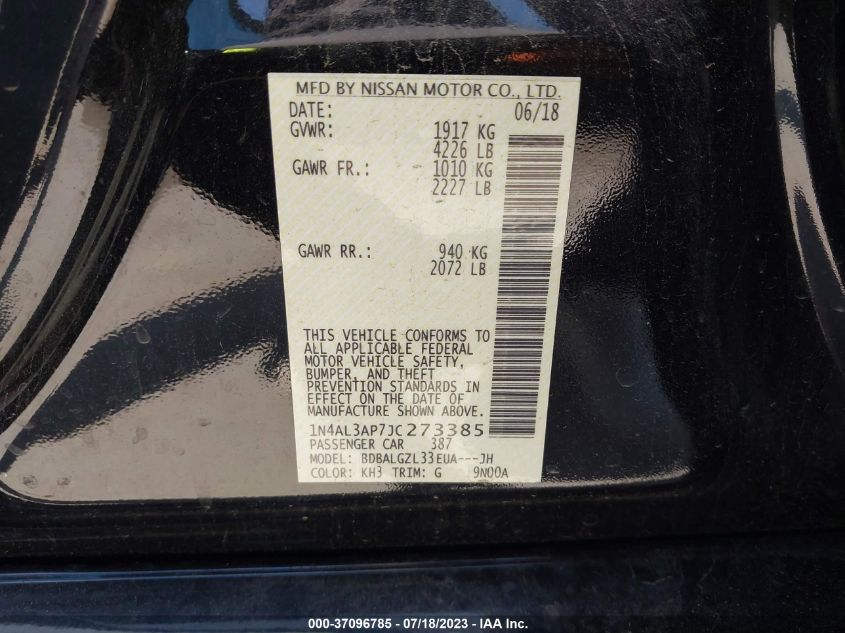 MFD BY NISSAN MOTOR CO., LTD.
DATE: 06/18
GVWR: 1917 KG
4226 LB
GAWR FR.: 1010 KG
2227 LB
GAWR RR.: 940 KG
2072 LB
THIS VEHICLE CONFORMS TO
ALL APPLICABLE FEDERAL
MOTOR VEHICLE SAFETY,
BUMPER, AND THEFT
PREVENTION STANDARDS IN
EFFECT ON THE DATE OF
MANUFACTURE SHOWN ABOVE.
1N4AL3AP7JC273385
PASSENGER CAR 387
MODEL: BDBALGZL33EUA---JH
COLOR: KH3 TRIM: G 9N00A
000-37096785 - 07/18/2023 - IAA Inc.